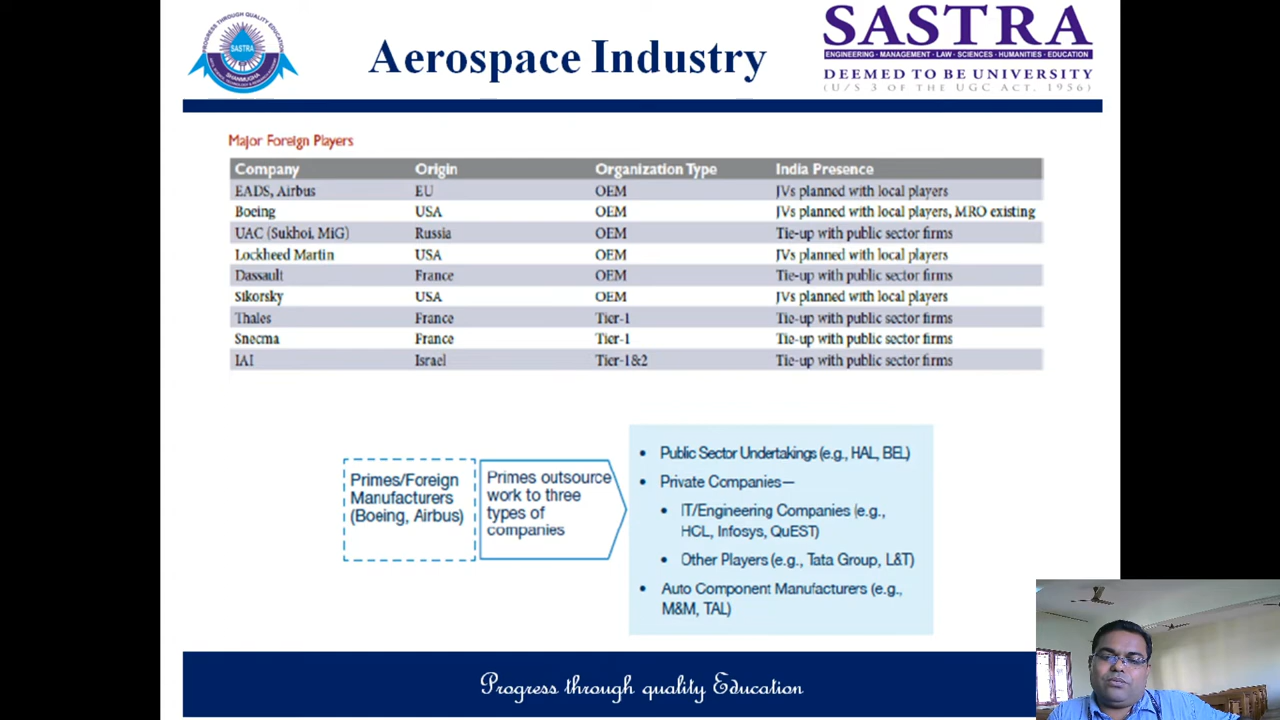 PROGRESS THROUGH QUALITY EDUCATION
SASTRA
SHANMUGHA
Aerospace Industry
SASTRA
ENGINEERING · MANAGEMENT · LAW · SCIENCES · HUMANITIES · EDUCATION
DEEMED TO BE UNIVERSITY
(U/S 3 OF THE UGC ACT, 1956)
Major Foreign Players
Company Origin Organization Type India Presence
EADS, Airbus EU OEM JVs planned with local players
Boeing USA OEM JVs planned with local players, MRO existing
UAC (Sukhoi, MiG) Russia OEM Tie-up with public sector firms
Lockheed Martin USA OEM JVs planned with local players
Dassault France OEM Tie-up with public sector firms
Sikorsky USA OEM JVs planned with local players
Thales France Tier-1 Tie-up with public sector firms
Snecma France Tier-1 Tie-up with public sector firms
IAI Israel Tier-1&2 Tie-up with public sector firms
Primes/Foreign
Manufacturers
(Boeing, Airbus)
Primes outsource
work to three
types of
companies
• Public Sector Undertakings (e.g., HAL, BEL)
• Private Companies—
• IT/Engineering Companies (e.g.,
HCL, Infosys, QuEST)
• Other Players (e.g., Tata Group, L&T)
• Auto Component Manufacturers (e.g.,
M&M, TAL)
Progress through quality Education